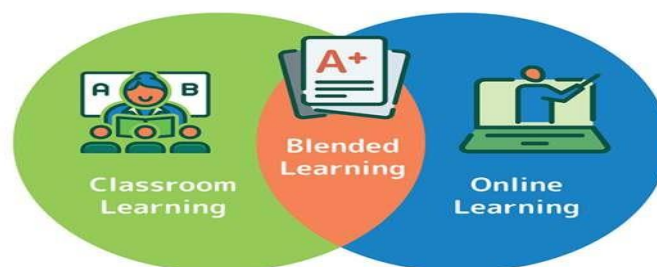 A B
A+
Blended
Learning
Classroom
Learning
Online
Learning